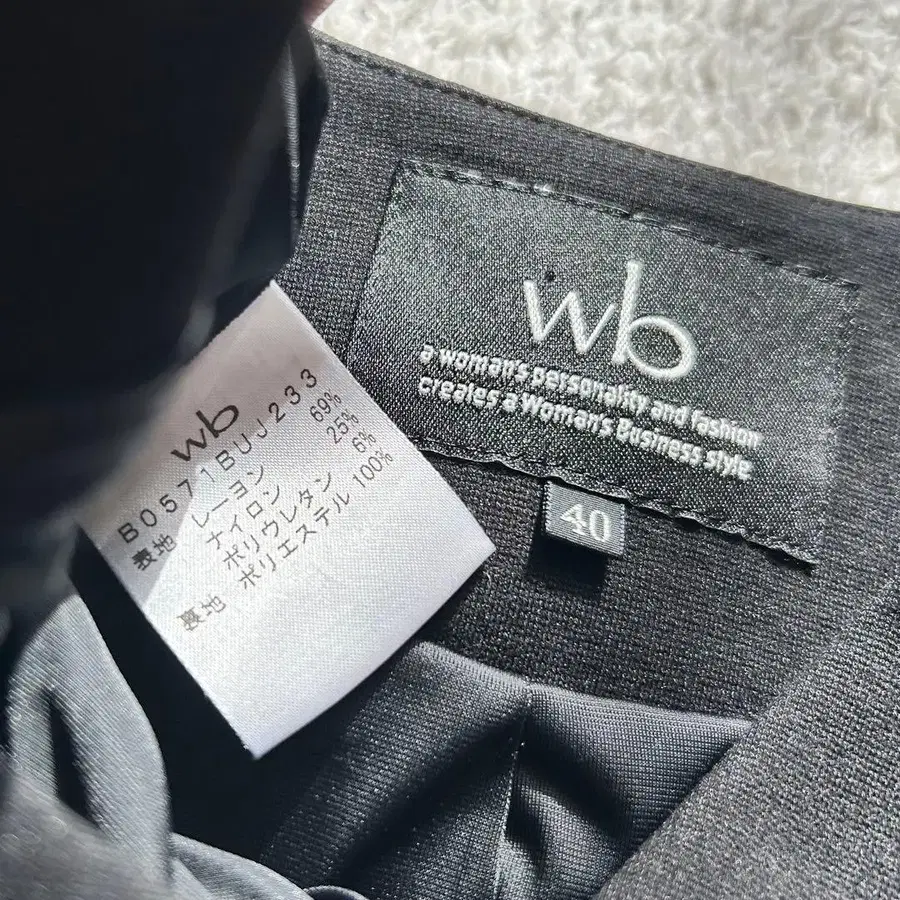 wb
a woman's personality and fashion
creates a Woman's Business style
40
wb
B0571BUJ233
表地 レーヨン 69%
ナイロン 25%
ポリウレタン 6%
裏地 ポリエステル 100%